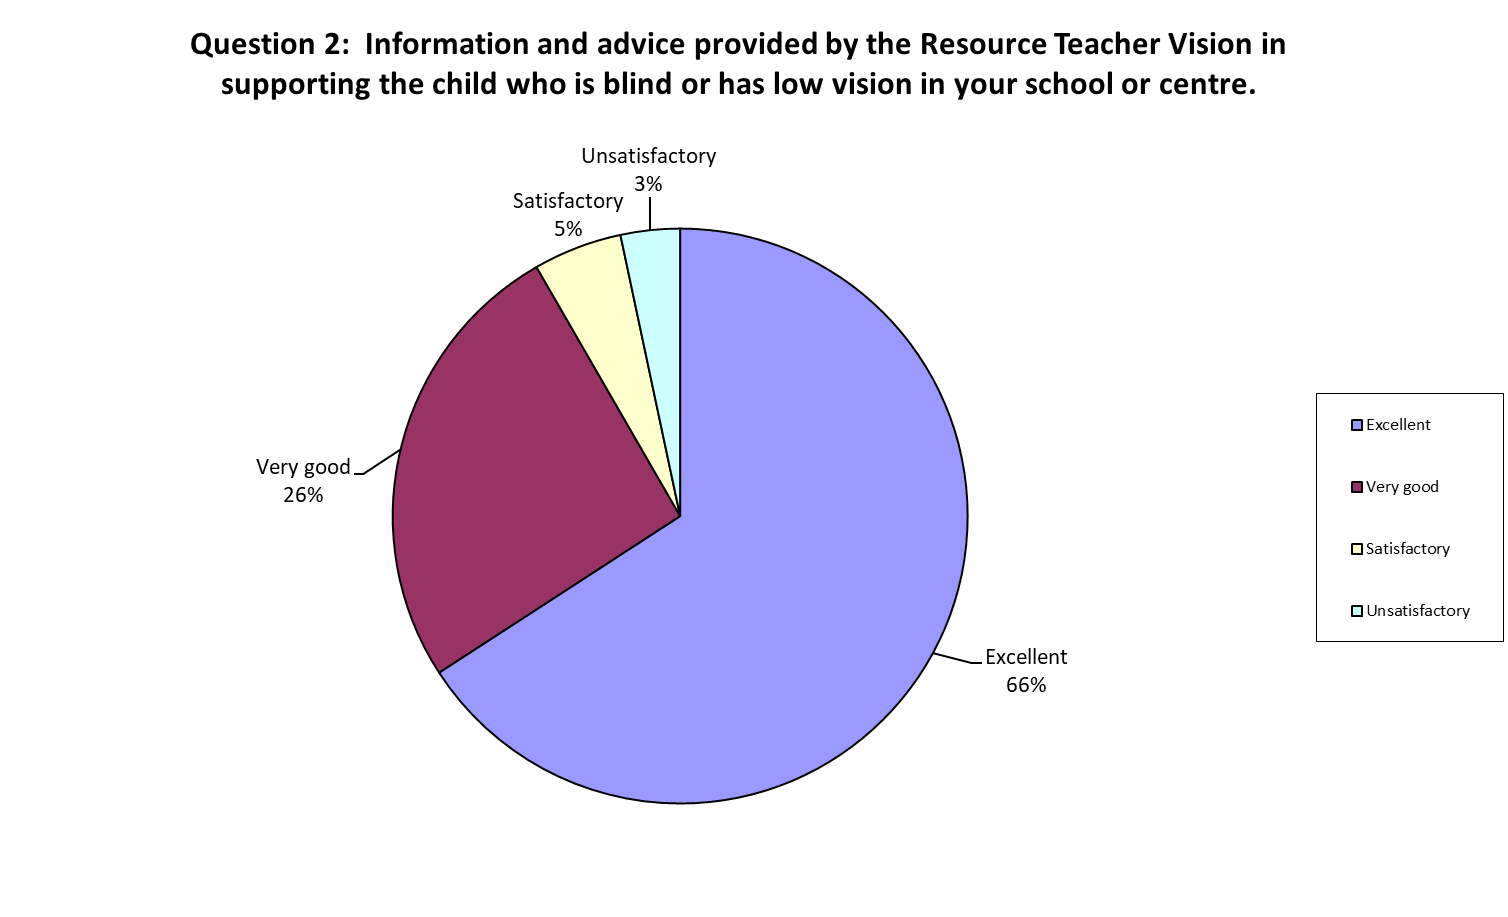 Question 2:  Information and advice provided by the Resource Teacher Vision in
supporting the child who is blind or has low vision in your school or centre.
Unsatisfactory
3%
Satisfactory
5%
Very good
26%
Excellent
66%
Excellent
Very good
Satisfactory
Unsatisfactory